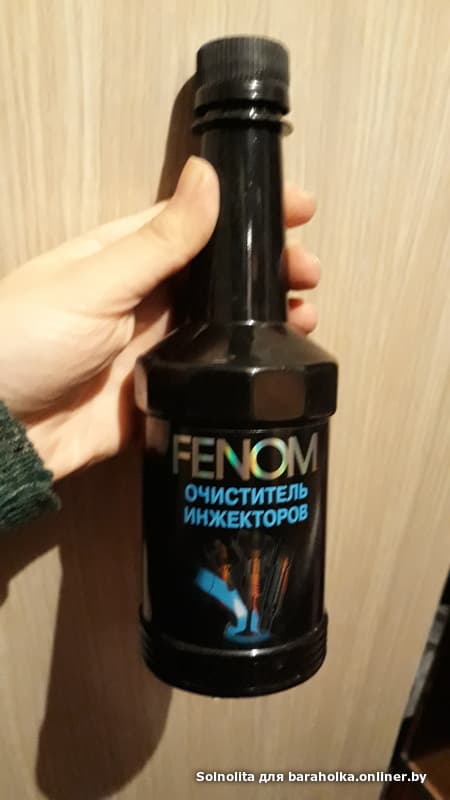 FENOM
ОЧИСТИТЕЛЬ
ИНЖЕКТОРОВ
Solnolita для baraholka.onliner.by